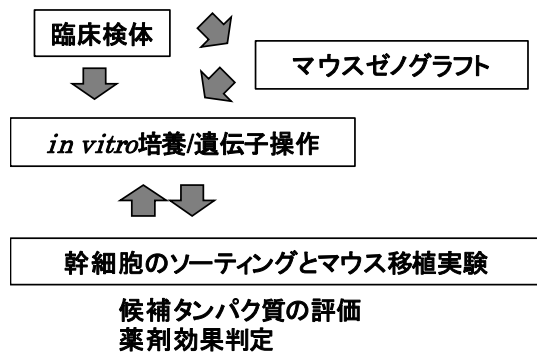 臨床検体
マウスゼノグラフト
in vitro培養/遺伝子操作
幹細胞のソーティングとマウス移植実験
候補タンパク質の評価
薬剤効果判定